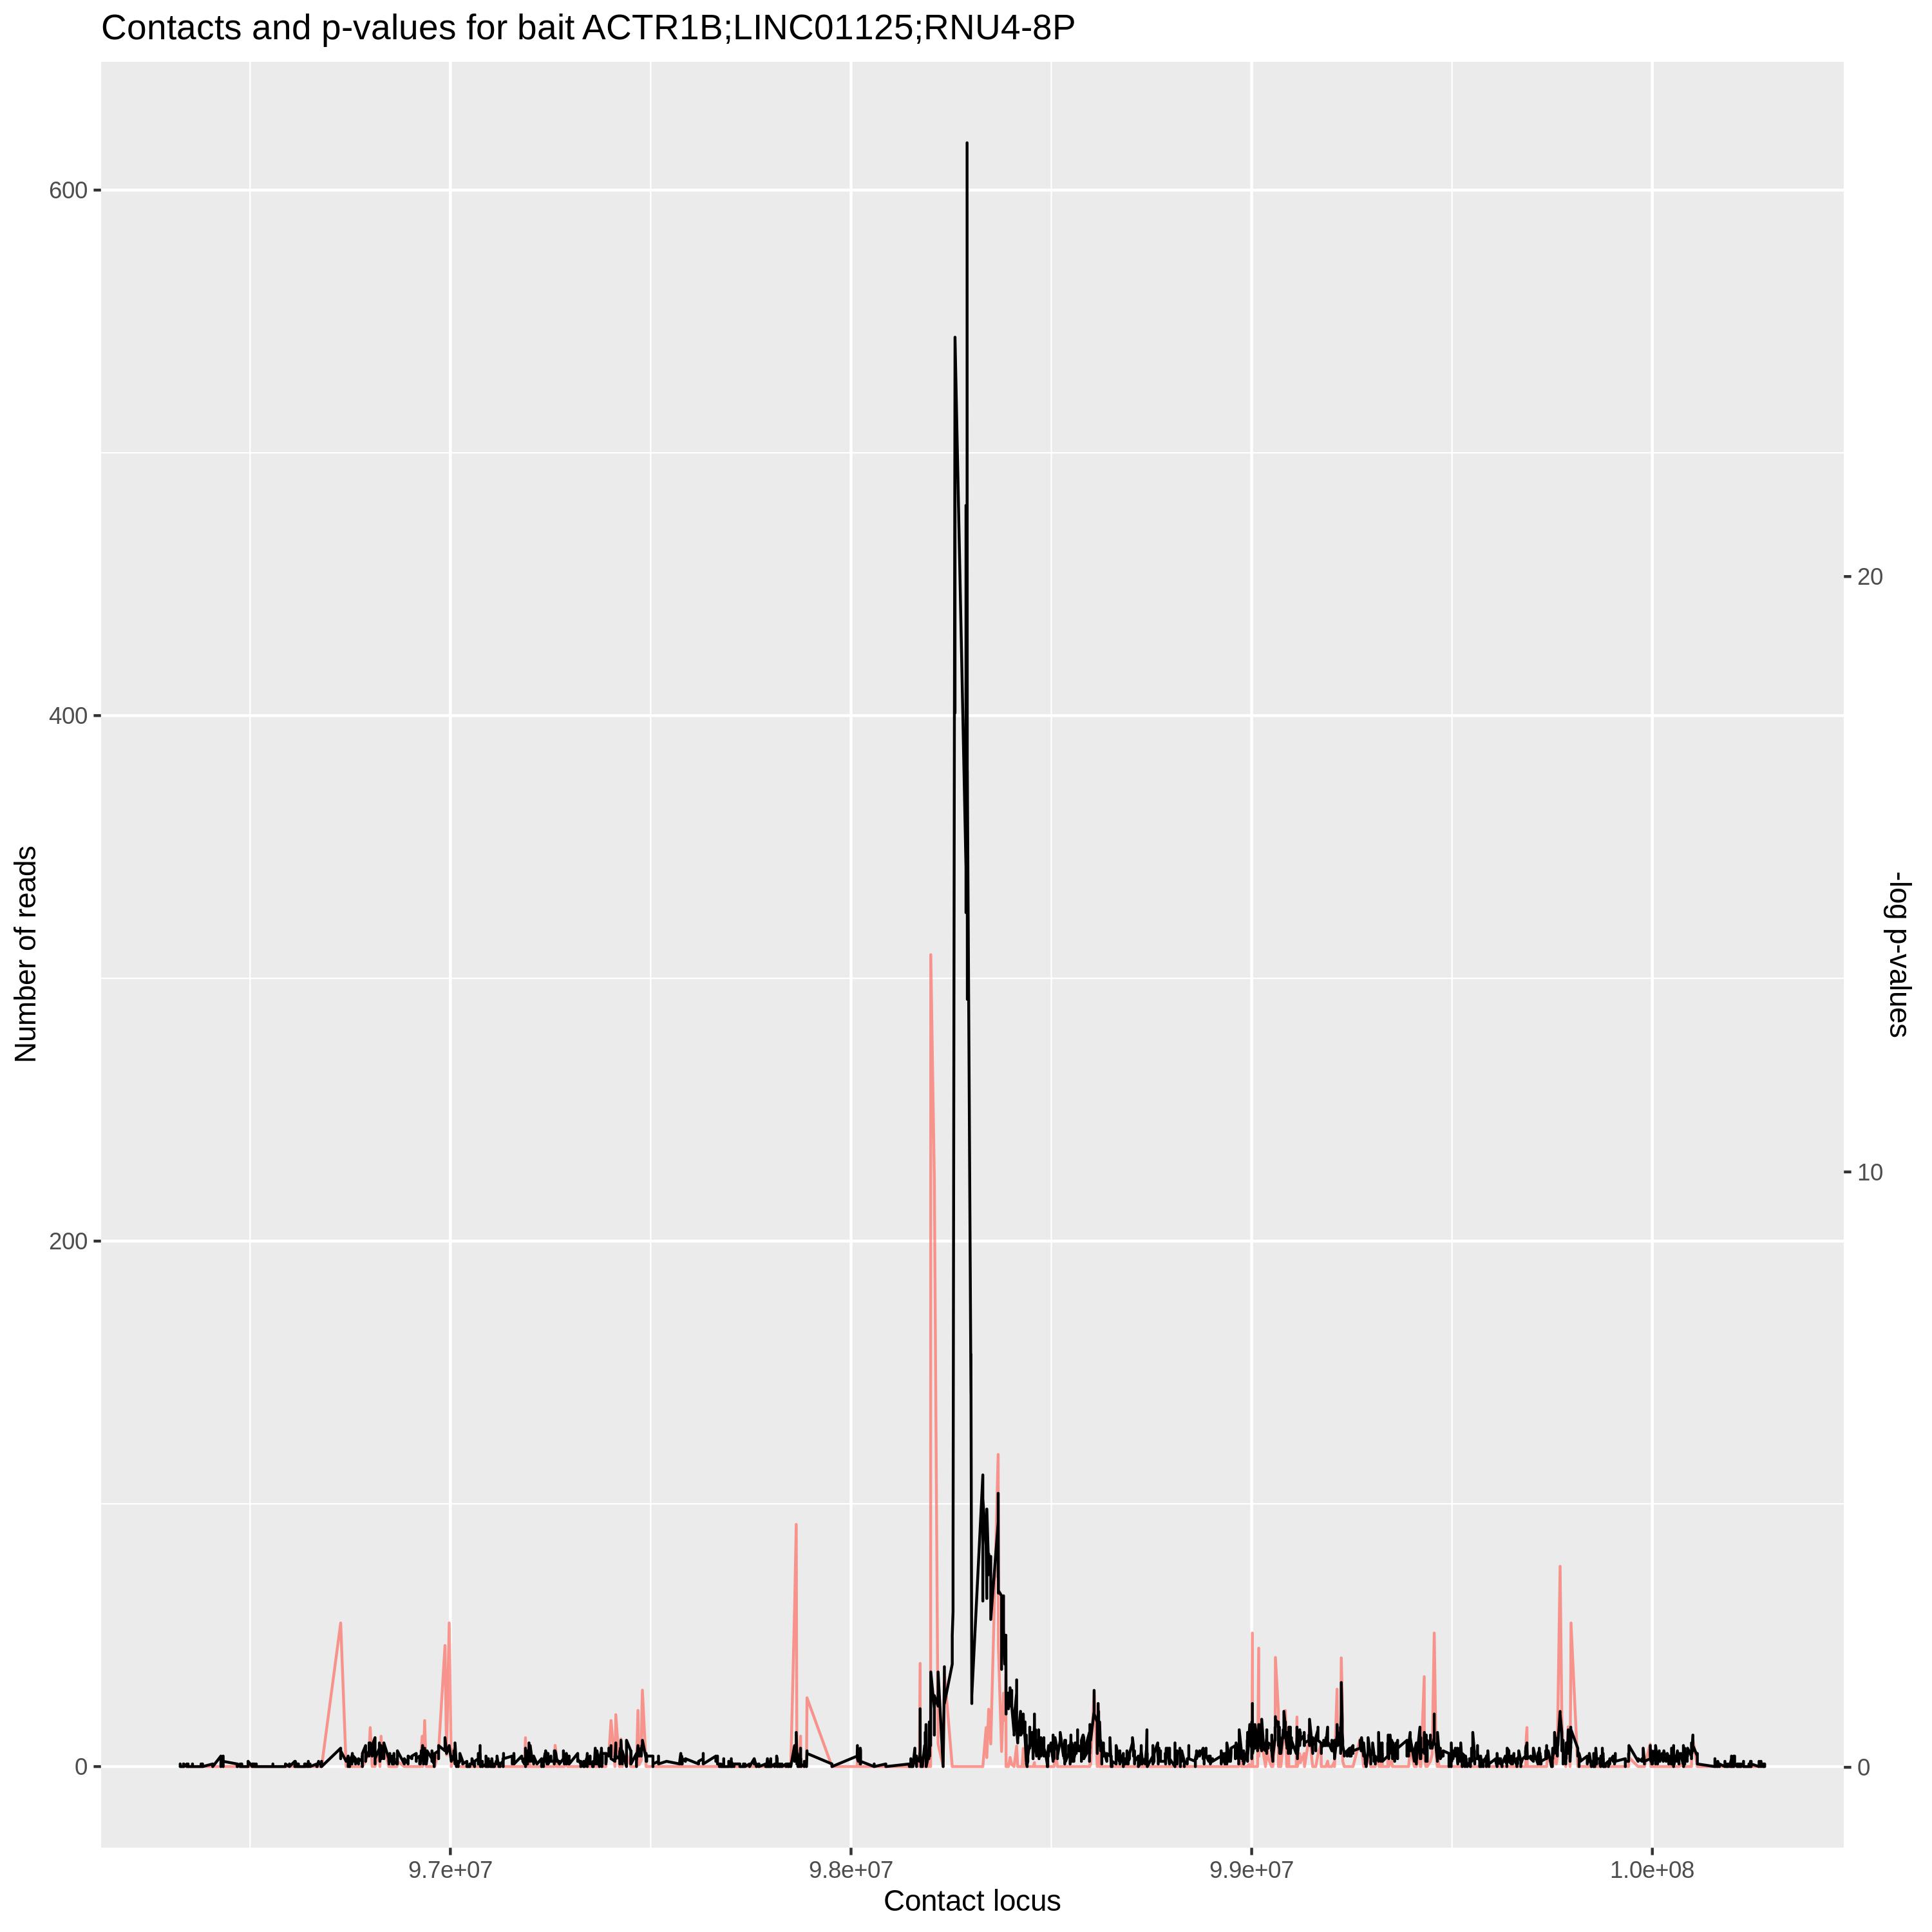 Contacts and p-values for bait ACTR1B;LINC01125;RNU4-8P
600
400
200
0
Number of reads
20
10
0
-log p-values
9.7e+07
9.8e+07
9.9e+07
1.0e+08
Contact locus